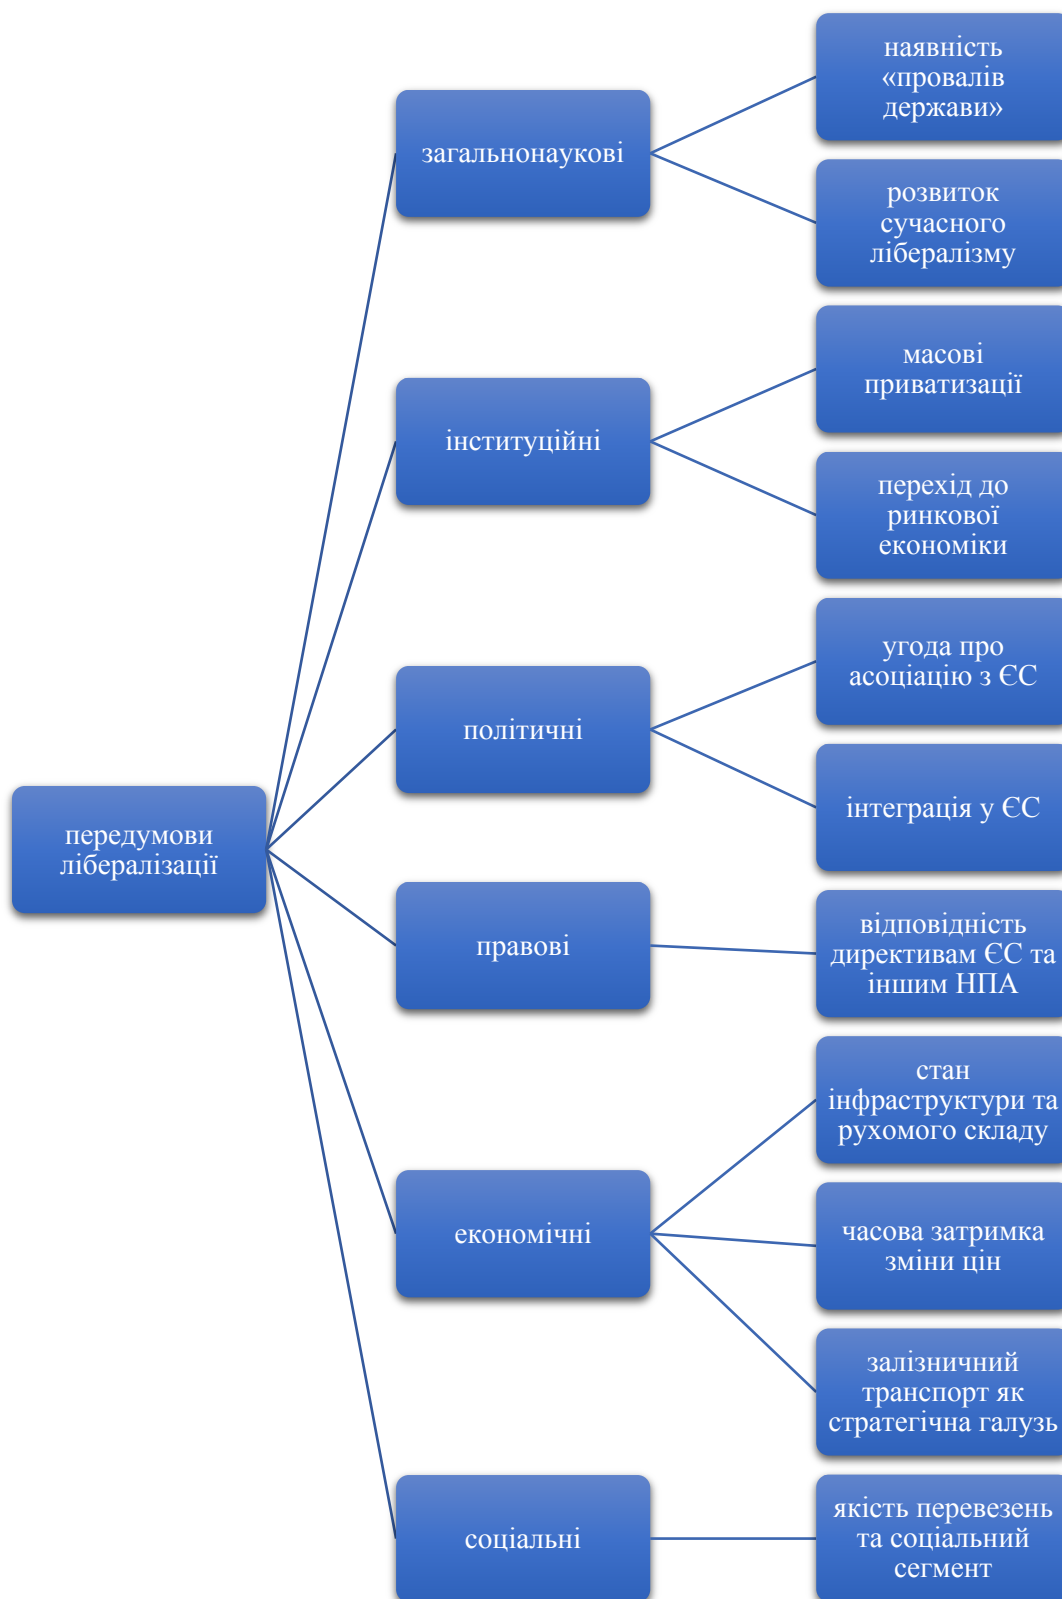 передумови
лібералізації
загальнонаукові
наявність
«провалів
держави»
розвиток
сучасного
лібералізму
інституційні
масові
приватизації
перехід до
ринкової
економіки
політичні
угода про
асоціацію з ЄС
інтеграція у ЄС
правові
відповідність
директивам ЄС та
іншим НПА
економічні
стан
інфраструктури та
рухомого складу
часова затримка
зміни цін
залізничний
транспорт як
стратегічна галузь
соціальні
якість перевезень
та соціальний
сегмент